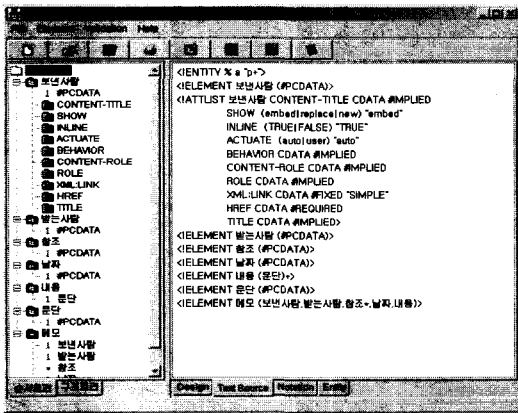 Help
보낸사람
1 #PCDATA
CONTENT-TITLE
SHOW
INLINE
ACTUATE
BEHAVIOR
CONTENT-ROLE
ROLE
XML:LINK
HREF
TITLE
받는사람
1 #PCDATA
참조
1 #PCDATA
날짜
1 #PCDATA
내용
1 문단
문단
1 #PCDATA
메모
1 보낸사람
1 받는사람
* 참조
<!ENTITY % a "p+">
<!ELEMENT 보낸사람 (#PCDATA)>
<!ATTLIST 보낸사람 CONTENT-TITLE CDATA #IMPLIED
SHOW (embed|replace|new) "embed"
INLINE (TRUE|FALSE) "TRUE"
ACTUATE (auto|user) "auto"
BEHAVIOR CDATA #IMPLIED
CONTENT-ROLE CDATA #IMPLIED
ROLE CDATA #IMPLIED
XML:LINK CDATA #FIXED "SIMPLE"
HREF CDATA #REQUIRED
TITLE CDATA #IMPLIED>
<!ELEMENT 받는사람 (#PCDATA)>
<!ELEMENT 참조 (#PCDATA)>
<!ELEMENT 날짜 (#PCDATA)>
<!ELEMENT 내용 (문단)+>
<!ELEMENT 문단 (#PCDATA)>
<!ELEMENT 메모 (보낸사람,받는사람,참조*,날짜,내용)>
Design Text Source Notation Entity